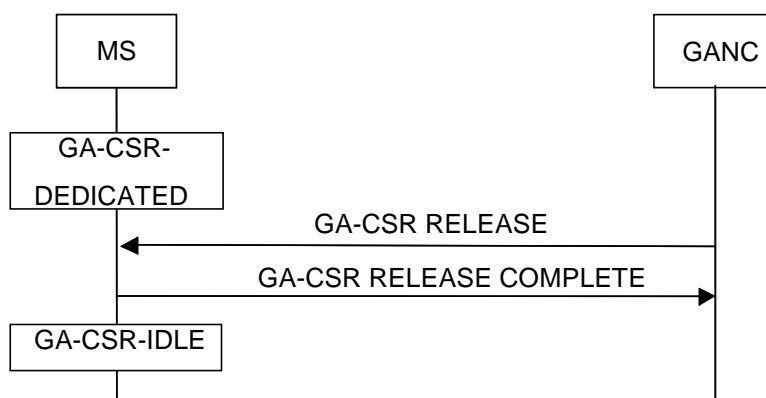 MS
GANC
GA-CSR-
DEDICATED
GA-CSR RELEASE
GA-CSR RELEASE COMPLETE
GA-CSR-IDLE